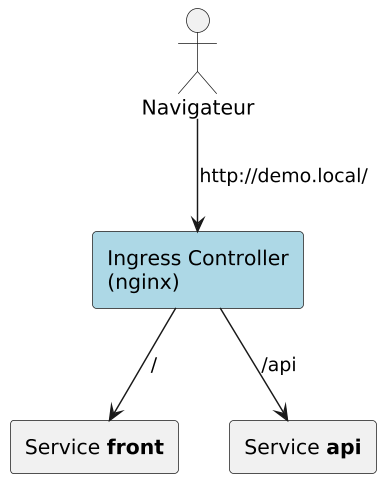 Navigateur
http://demo.local/
Ingress Controller
(nginx)
/
/api
Service front
Service api